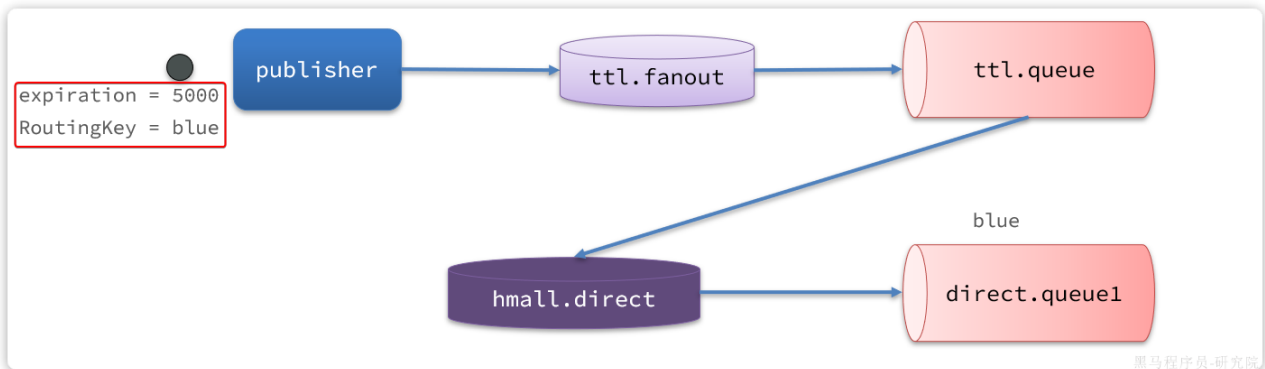 publisher
ttl.fanout
ttl.queue
expiration = 5000
RoutingKey = blue
blue
hmall.direct
direct.queue1
黑马程序员-研究院